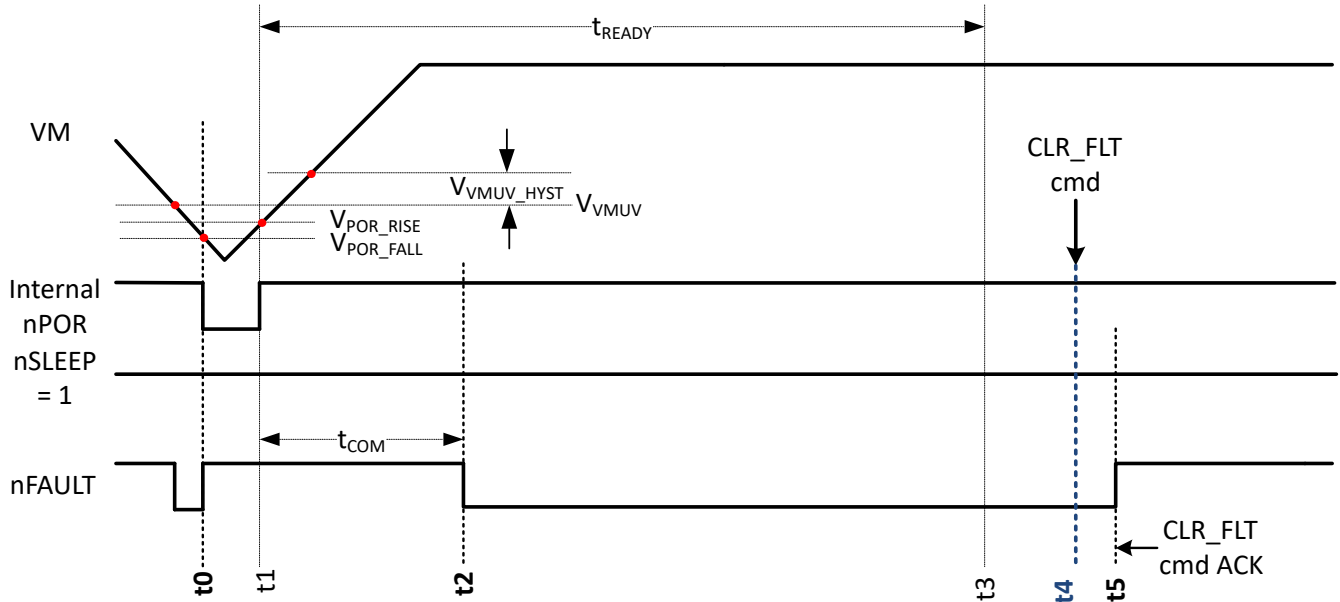 tREADY
VM
CLR_FLT
cmd
VVMUV_HYST
VVMUV
VPOR_RISE
VPOR_FALL
Internal
nPOR
nSLEEP
= 1
tCOM
nFAULT
CLR_FLT
cmd ACK
t0
t1
t2
t3
t4
t5